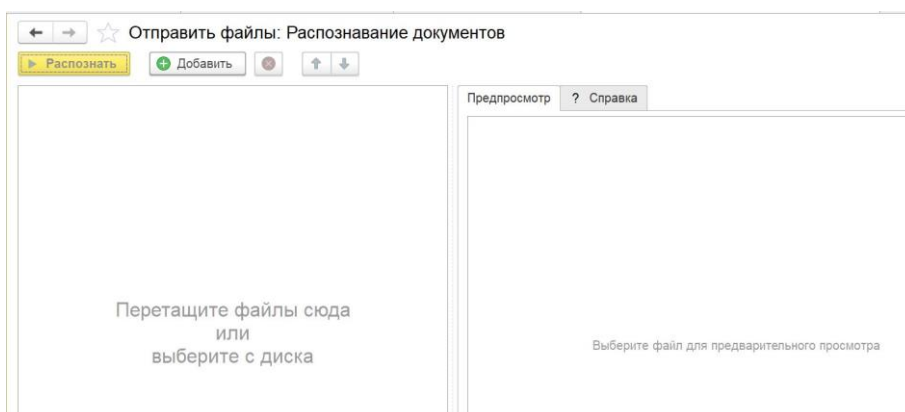 Отправить файлы: Распознавание документов
Распознать
Добавить
Предпросмотр
? Справка
Перетащите файлы сюда
или
выберите с диска
Выберите файл для предварительного просмотра